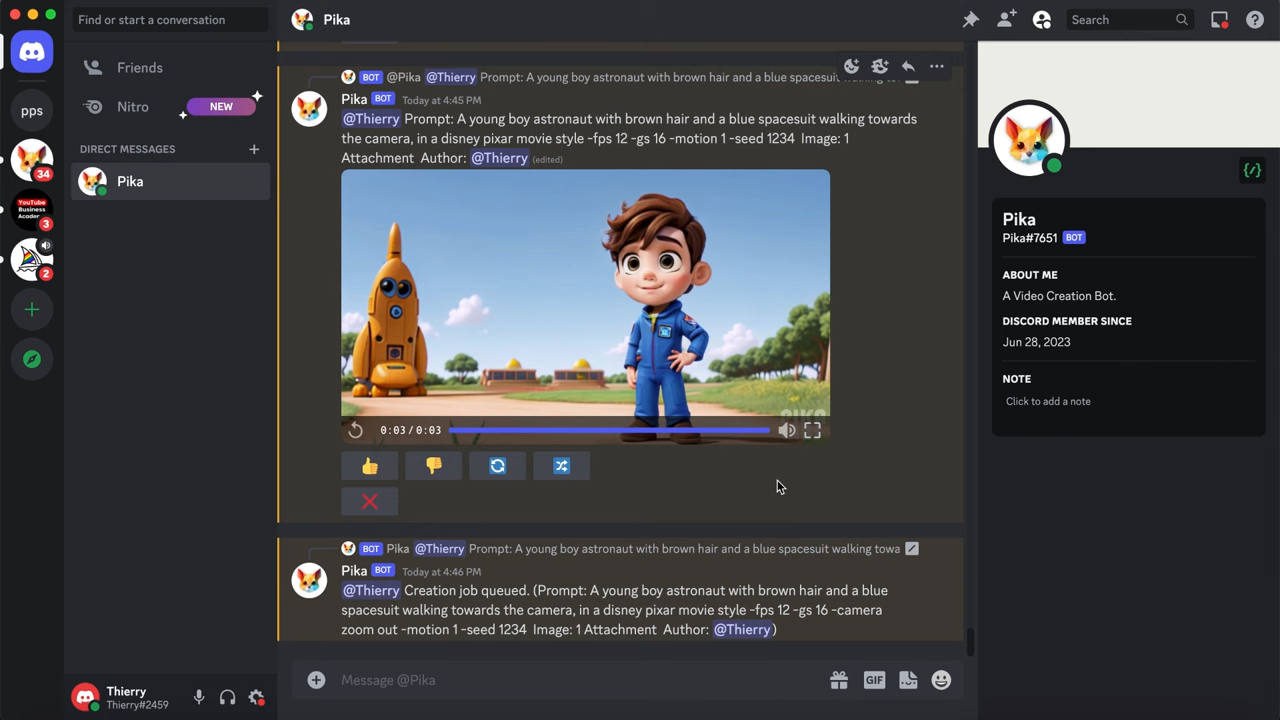 Find or start a conversation
Pika
Search
pps
34
YouTube
Business
3
2
Friends
Nitro
NEW
DIRECT MESSAGES
Pika
BOT @Pika @Thierry Prompt: A young boy astronaut with brown hair and a blue spacesuit walking
Pika BOT Today at 4:45 PM
@Thierry Prompt: A young boy astronaut with brown hair and a blue spacesuit walking towards
the camera, in a disney pixar movie style -fps 12 -gs 16 -motion 1 -seed 1234 Image: 1
Attachment Author: @Thierry (edited)
PIKA
0:03/0:03
BOT Pika @Thierry Prompt: A young boy astronaut with brown hair and a blue spacesuit walking towa
Pika BOT Today at 4:46 PM
@Thierry Creation job queued. (Prompt: A young boy astronaut with brown hair and a blue
spacesuit walking towards the camera, in a disney pixar movie style -fps 12 -gs 16 -camera
zoom out -motion 1 -seed 1234 Image: 1 Attachment Author: @Thierry)
Message @Pika
GIF
Thierry
Thierry#2459
Pika
Pika#7651 BOT
ABOUT ME
A Video Creation Bot.
DISCORD MEMBER SINCE
Jun 28, 2023
NOTE
Click to add a note